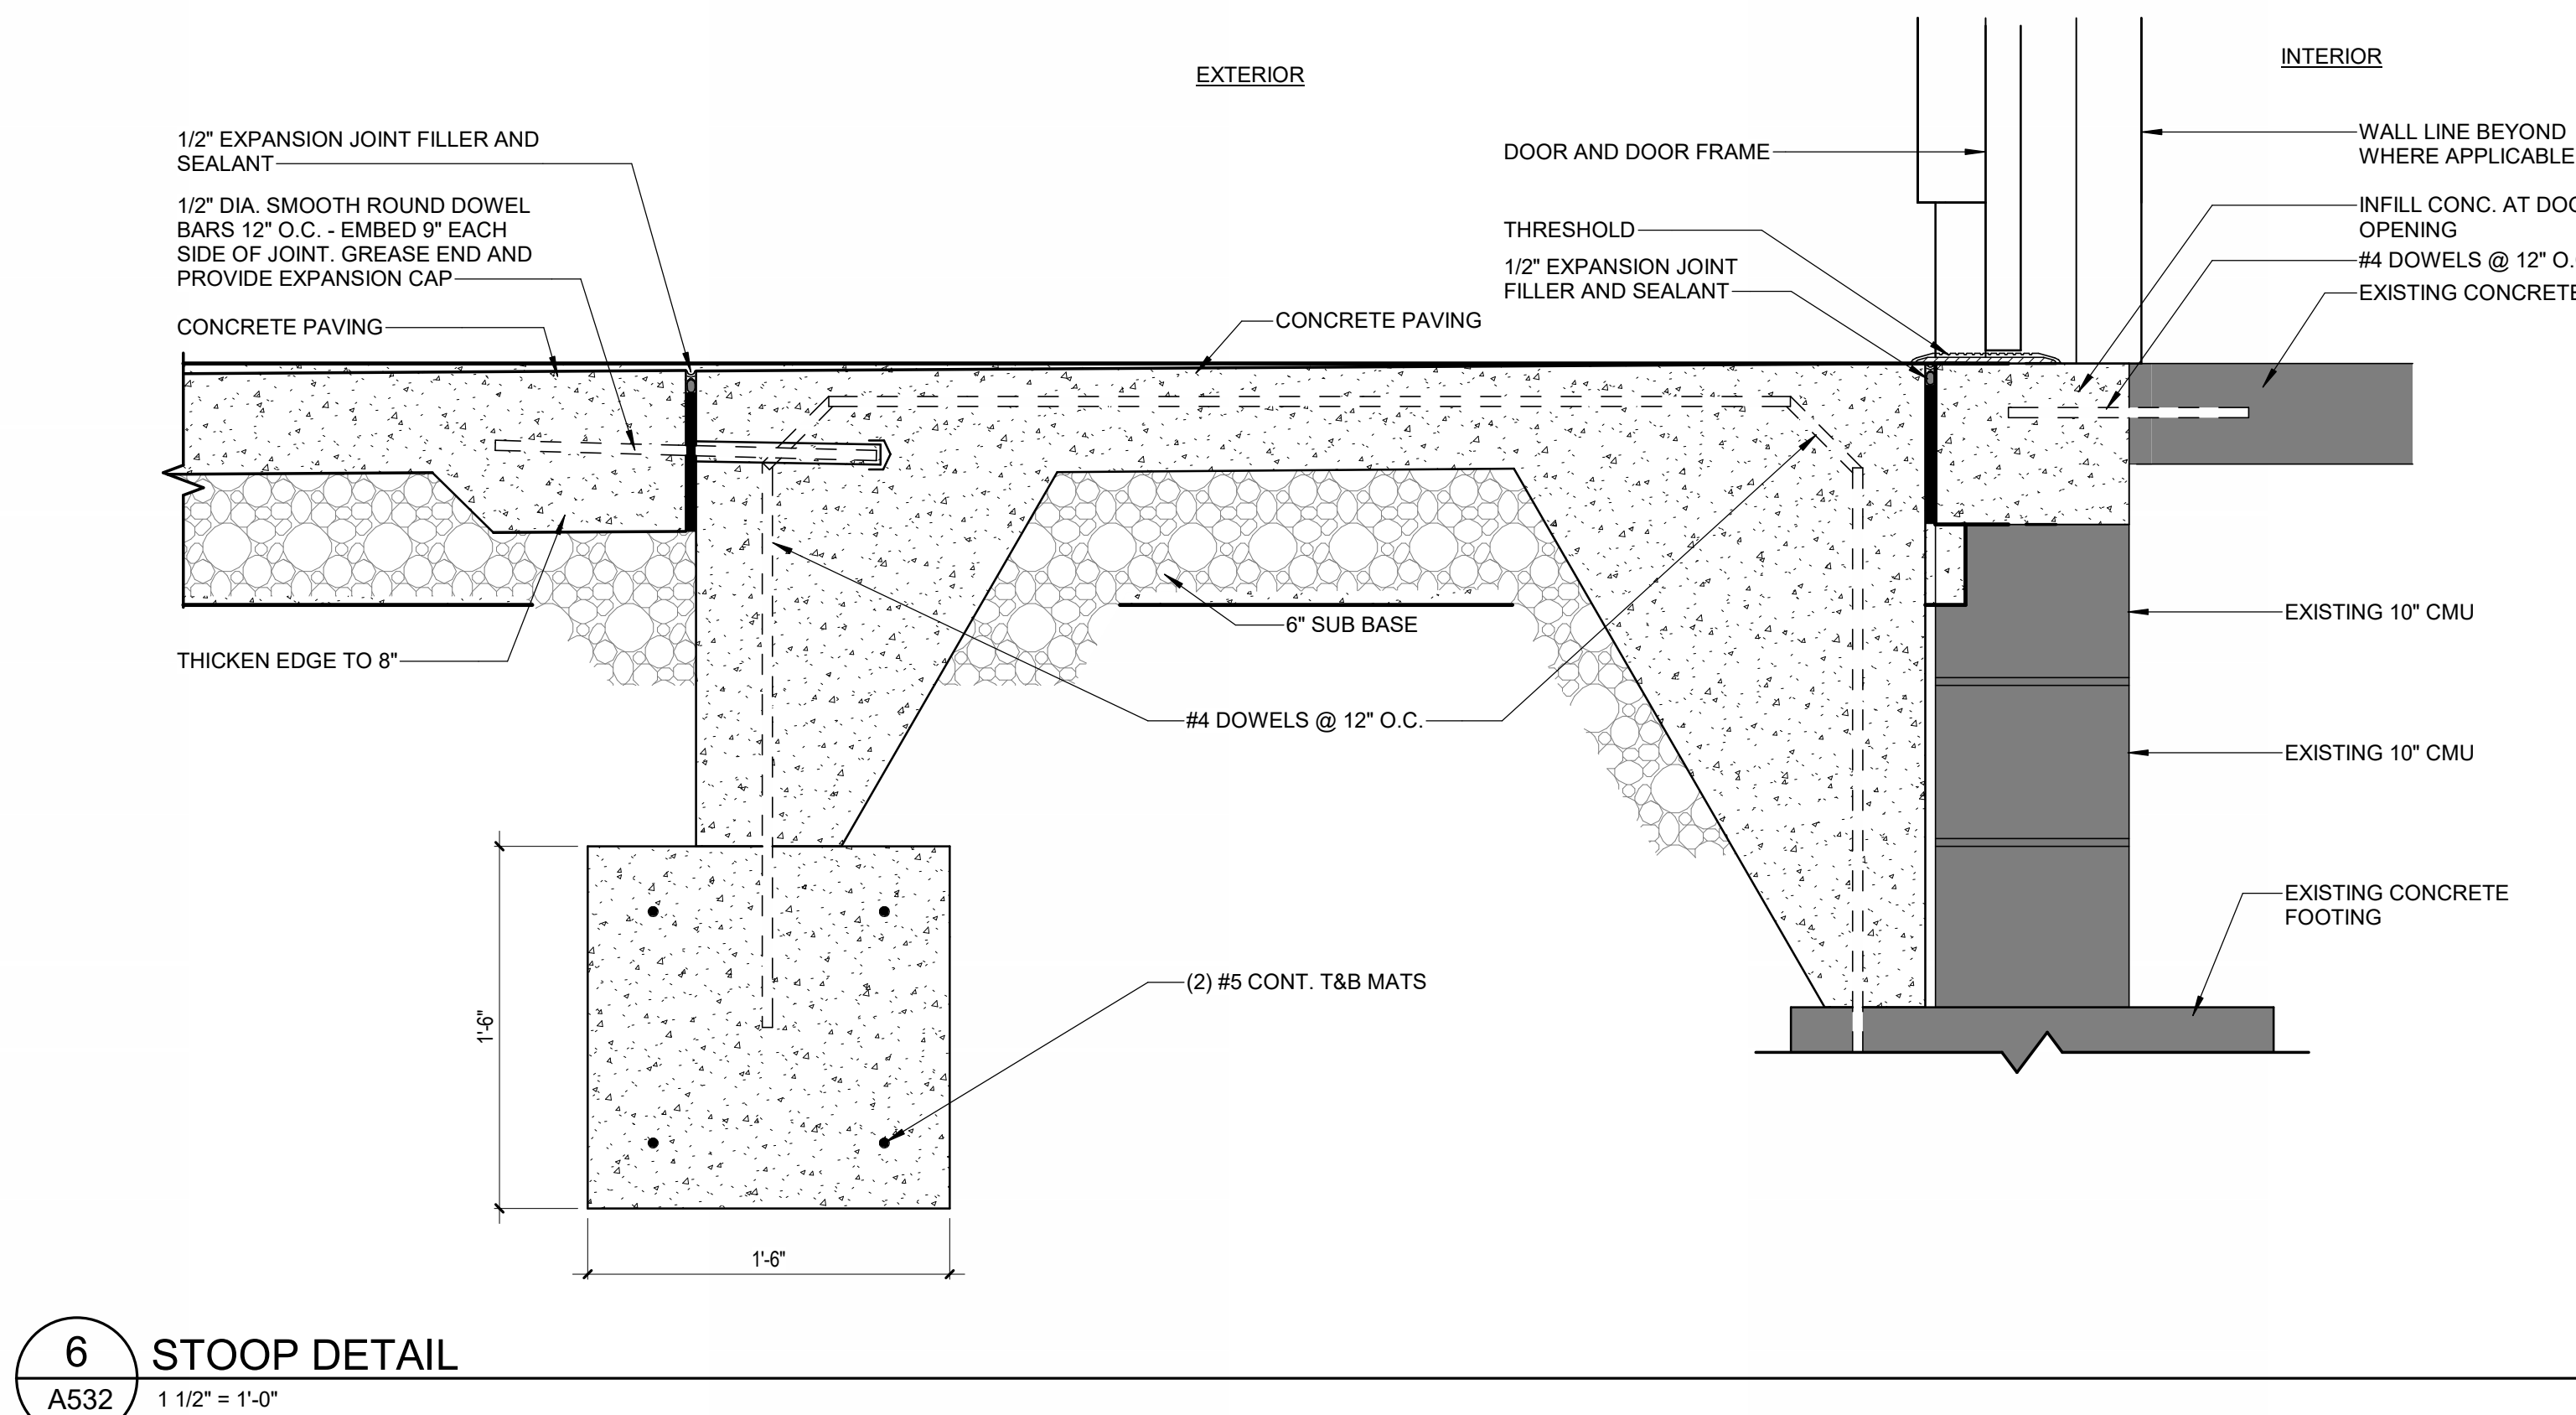 EXTERIOR
INTERIOR
1/2" EXPANSION JOINT FILLER AND
SEALANT
1/2" DIA. SMOOTH ROUND DOWEL
BARS 12" O.C. - EMBED 9" EACH
SIDE OF JOINT. GREASE END AND
PROVIDE EXPANSION CAP
CONCRETE PAVING
THICKEN EDGE TO 8"
CONCRETE PAVING
DOOR AND DOOR FRAME
THRESHOLD
1/2" EXPANSION JOINT
FILLER AND SEALANT
WALL LINE BEYOND
WHERE APPLICABLE
INFILL CONC. AT
OPENING
#4 DOWELS @ 12"
EXISTING CONCRETE
6" SUB BASE
#4 DOWELS @ 12" O.C.
EXISTING 10" CMU
EXISTING 10" CMU
EXISTING CONCRETE
FOOTING
(2) #5 CONT. T&B MATS
1'-6"
1'-6"
6
STOOP DETAIL
A532
1 1/2" = 1'-0"